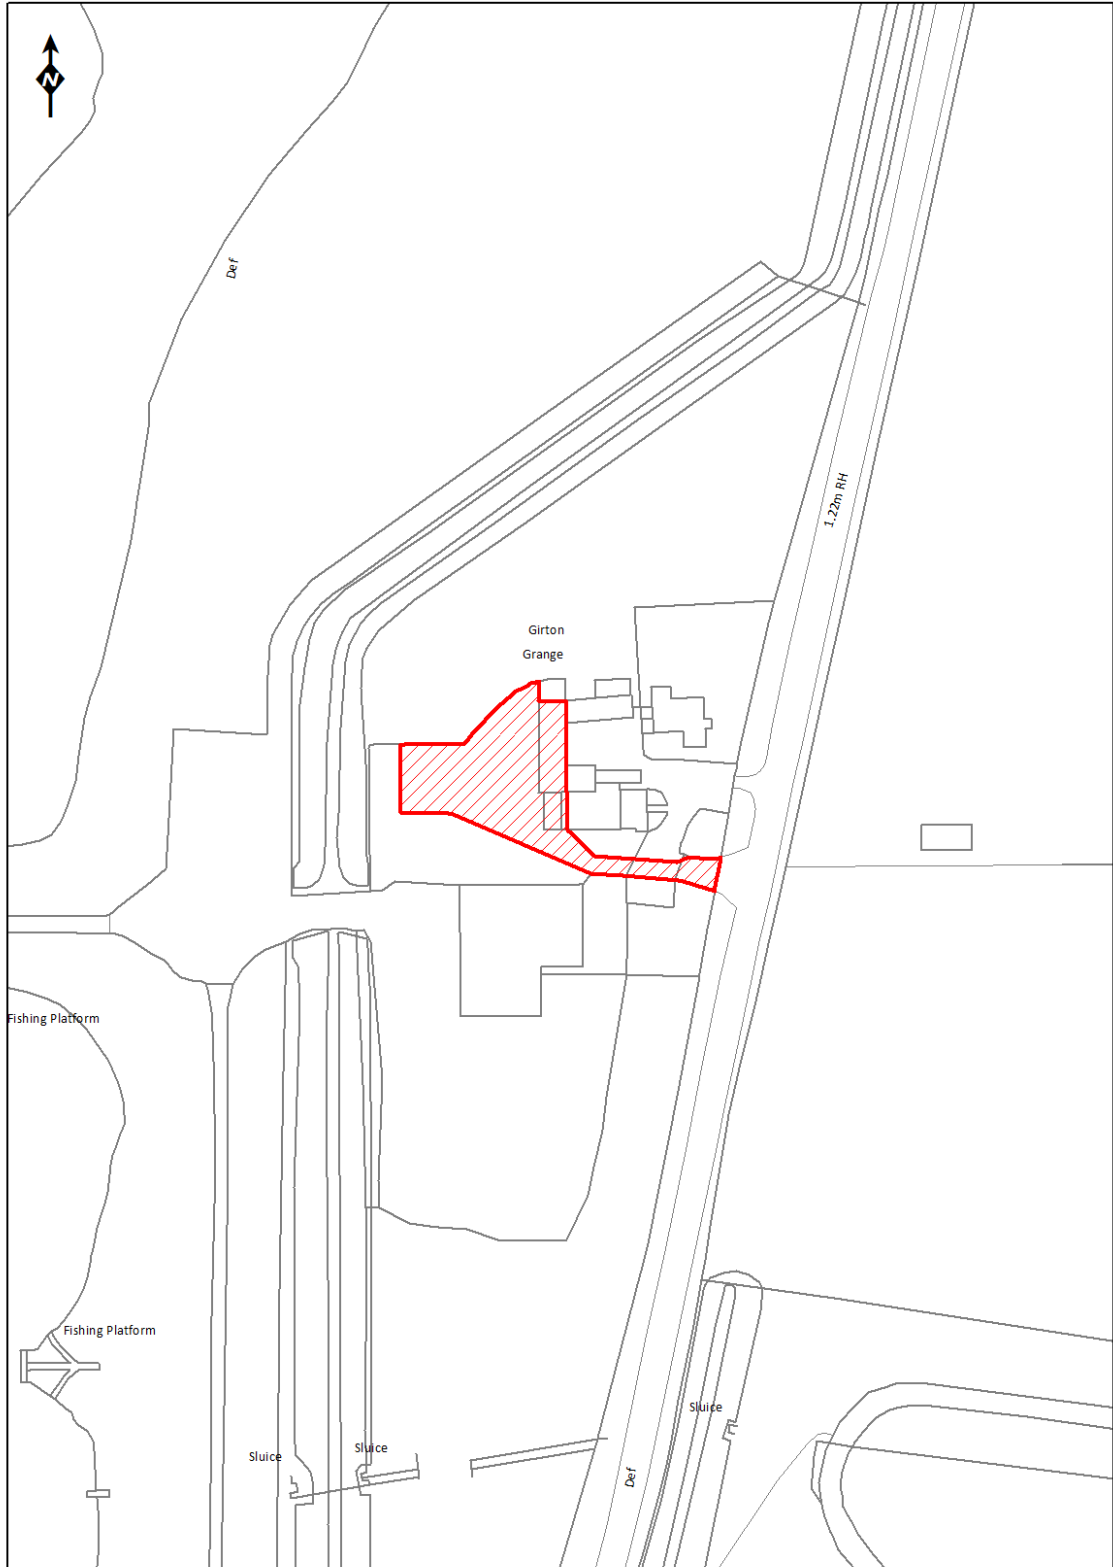 N
Def
1.22m RH
Girton
Grange
Fishing Platform
Fishing Platform
Sluice
Sluice
Sluice
Def